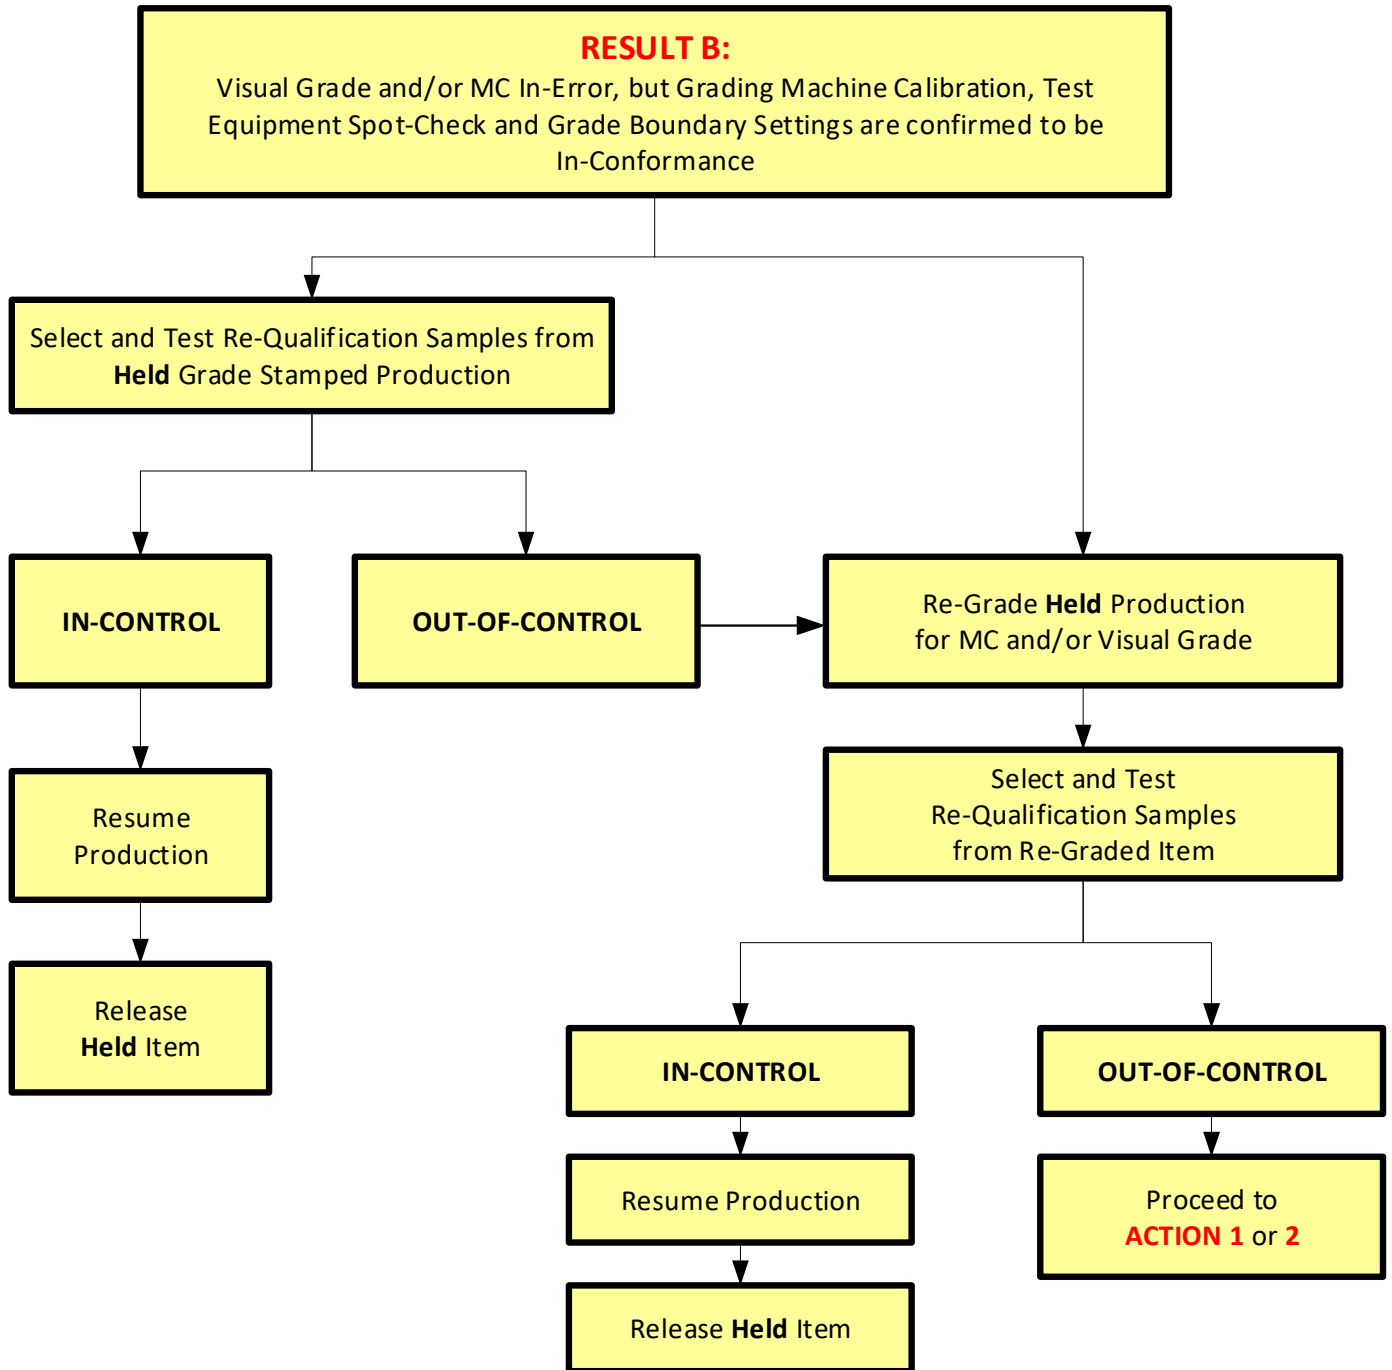 RESULT B:
Visual Grade and/or MC In-Error, but Grading Machine Calibration, Test
Equipment Spot-Check and Grade Boundary Settings are confirmed to be
In-Conformance
Select and Test Re-Qualification Samples from
Held Grade Stamped Production
IN-CONTROL
OUT-OF-CONTROL
Re-Grade Held Production
for MC and/or Visual Grade
Resume
Production
Select and Test
Re-Qualification Samples
from Re-Graded Item
Release
Held Item
IN-CONTROL
OUT-OF-CONTROL
Resume Production
Proceed to
ACTION 1 or 2
Release Held Item